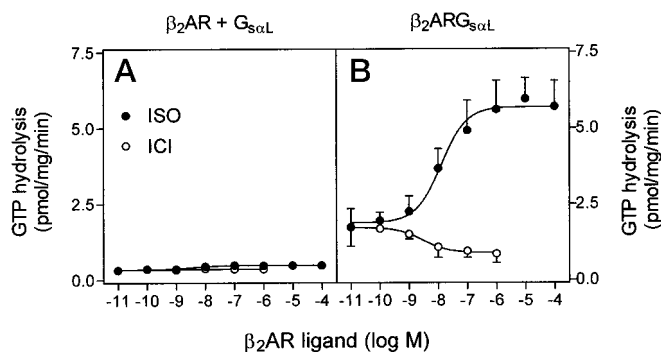 β₂AR + GsαL
β₂ARGsαL
A
B
ISO
ICI
GTP hydrolysis
(pmol/mg/min)
7.5
5.0
2.5
0.0
7.5
5.0
2.5
0.0
GTP hydrolysis
(pmol/mg/min)
-11 -10 -9 -8 -7 -6 -5 -4
-11 -10 -9 -8 -7 -6 -5 -4
β₂AR ligand (log M)